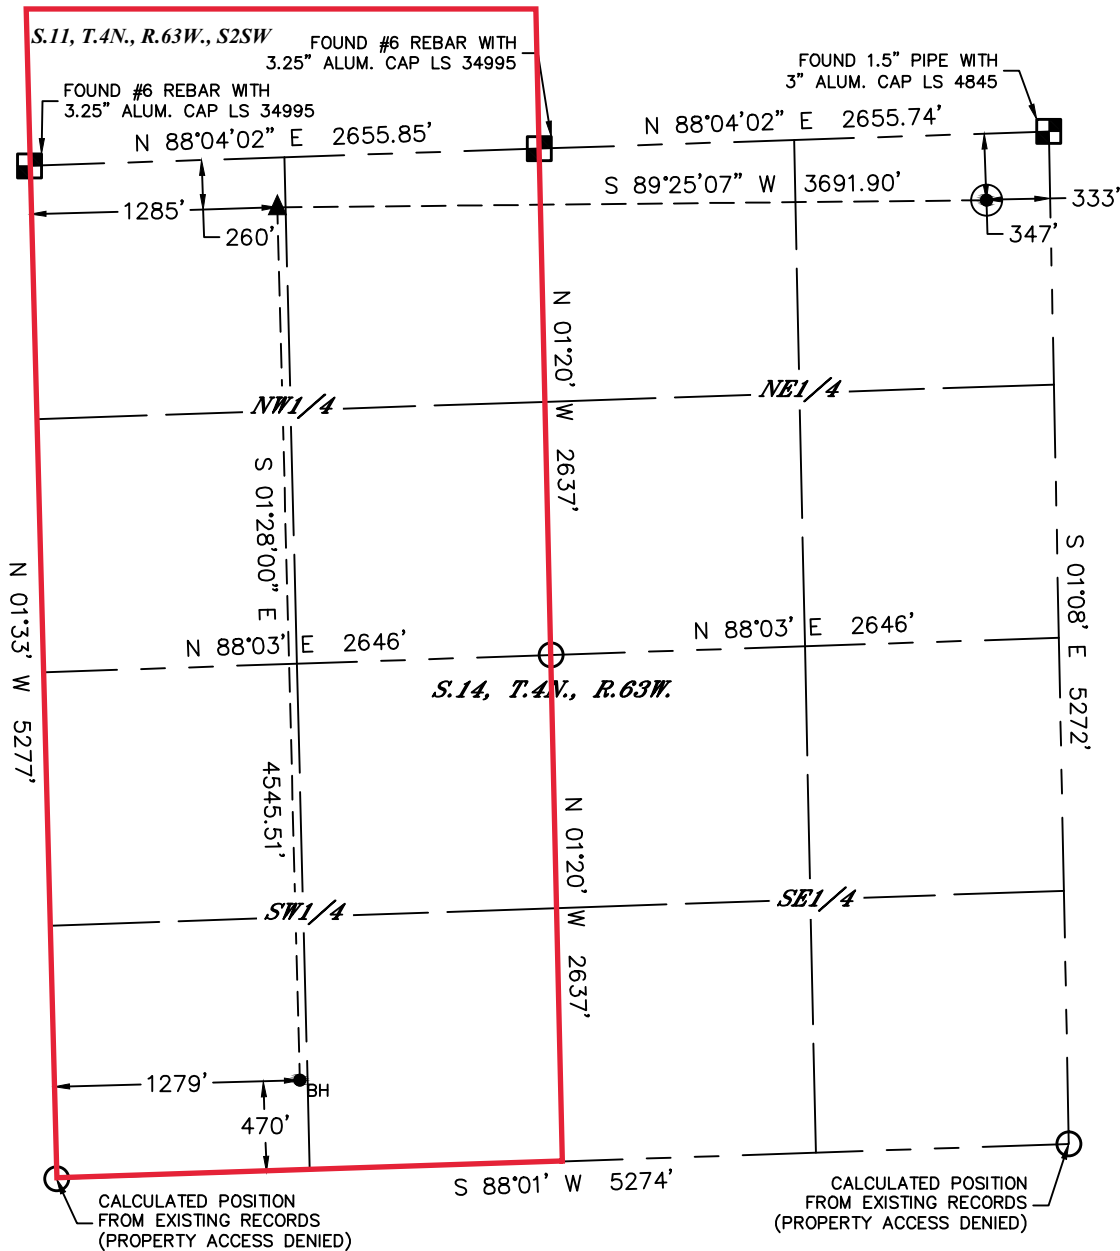 S.11, T.4N., R.63W., S2SW
FOUND #6 REBAR WITH
3.25" ALUM. CAP LS 34995
FOUND #6 REBAR WITH
3.25" ALUM. CAP LS 34995
FOUND 1.5" PIPE WITH
3" ALUM. CAP LS 4845
N 88°04'02" E 2655.85'
N 88°04'02" E 2655.74'
S 89°25'07" W 3691.90'
1285'
260'
333'
347'
N 01°20' W 2637'
NW1/4
NE1/4
S 01°28'00" E 4545.51'
N 01°33' W 5277'
S 01°08' E 5272'
N 88°03' E 2646'
N 88°03' E 2646'
S.14, T.4N., R.63W.
N 01°20' W 2637'
SW1/4
SE1/4
1279'
BH
470'
S 88°01' W 5274'
CALCULATED POSITION
FROM EXISTING RECORDS
(PROPERTY ACCESS DENIED)
CALCULATED POSITION
FROM EXISTING RECORDS
(PROPERTY ACCESS DENIED)